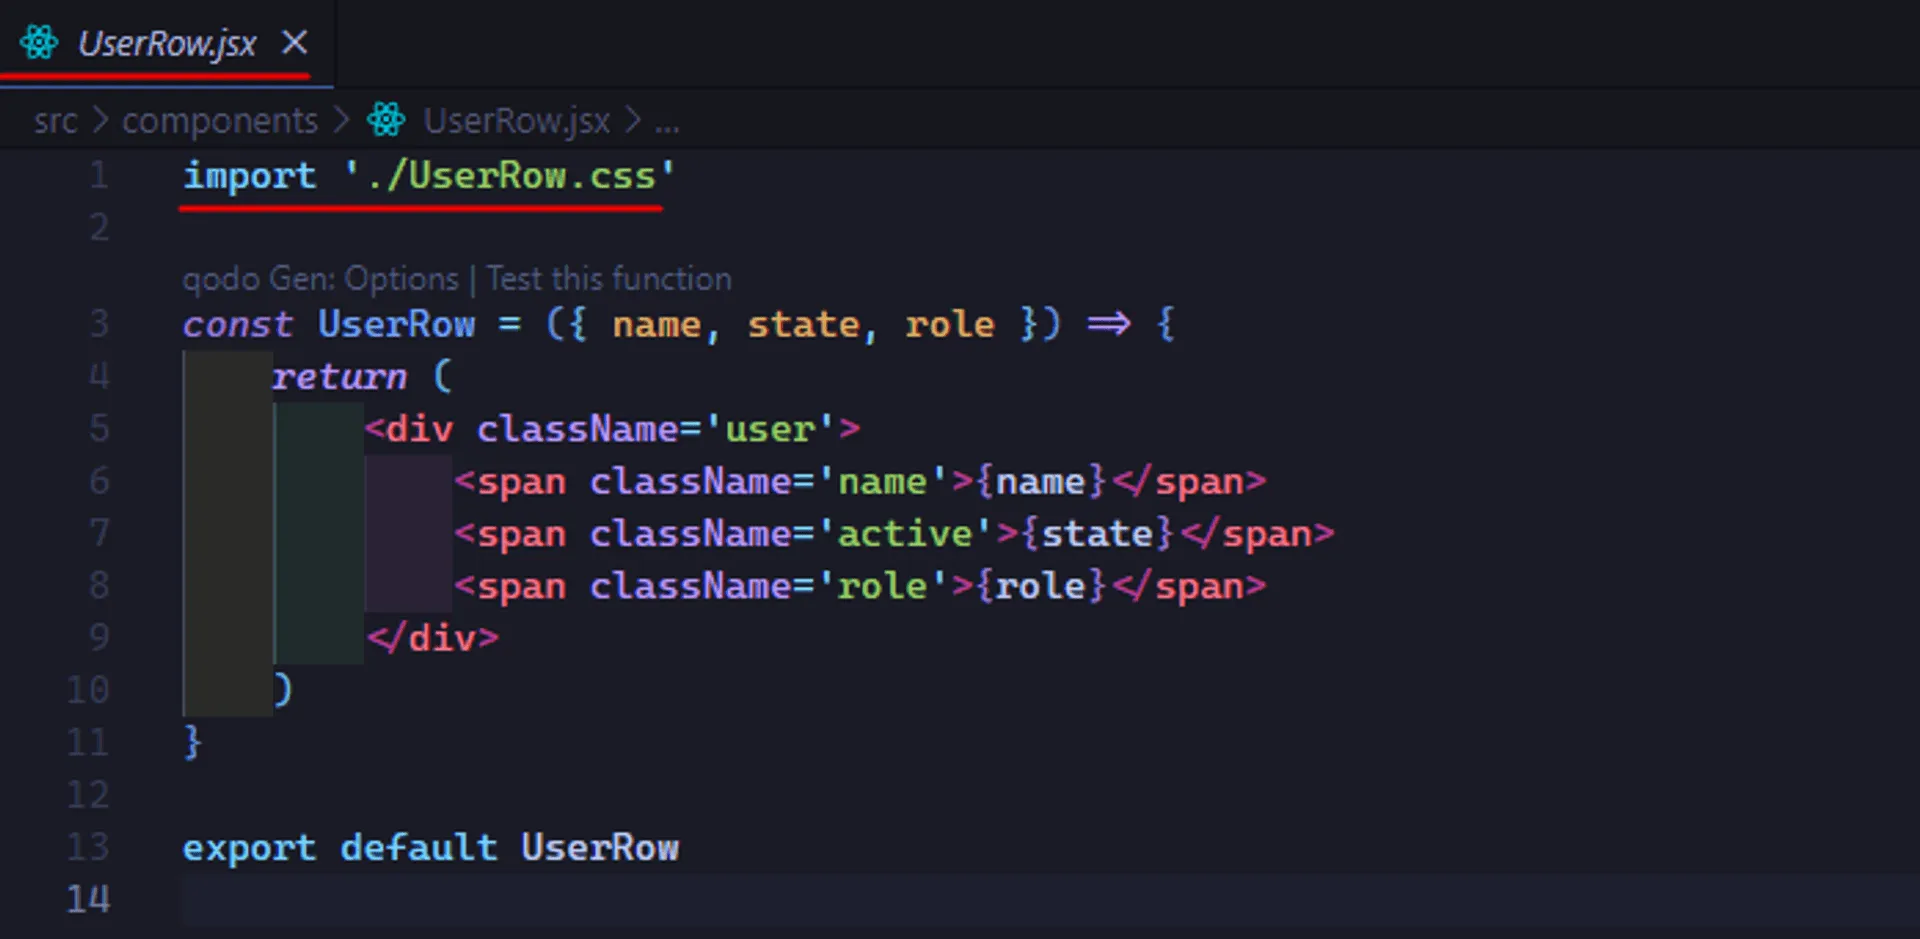 UserRow.jsx
src > components > UserRow.jsx > ...
1 import './UserRow.css'
2
qodo Gen: Options | Test this function
3 const UserRow = ({ name, state, role }) => {
4 return (
5 <div className='user'>
6 <span className='name'>{name}</span>
7 <span className='active'>{state}</span>
8 <span className='role'>{role}</span>
9 </div>
10 )
11 }
12
13 export default UserRow
14